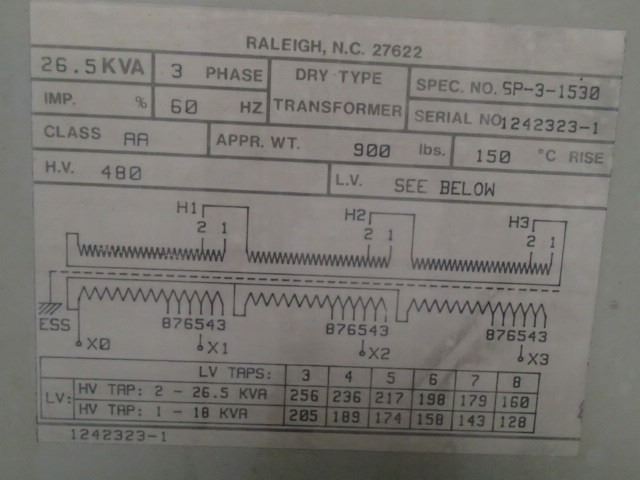 RALEIGH, N.C. 27622
26.5 KVA 3 PHASE DRY TYPE TRANSFORMER SPEC. NO. SP-3-1530
IMP. % 60 HZ SERIAL NO 1242323-1
CLASS AA APPR. WT. 900 lbs. 150 °C RISE
H.V. 480 L.V. SEE BELOW
H1 H2 H3
2 1 2 1 2 1
ESS 876543 876543 876543
X0 X1 X2 X3
LV TAPS: 3 4 5 6 7 8
LV: HV TAP: 2 - 26.5 KVA 256 236 217 198 179 160
HV TAP: 1 - 18 KVA 205 189 174 158 143 128
1242323-1